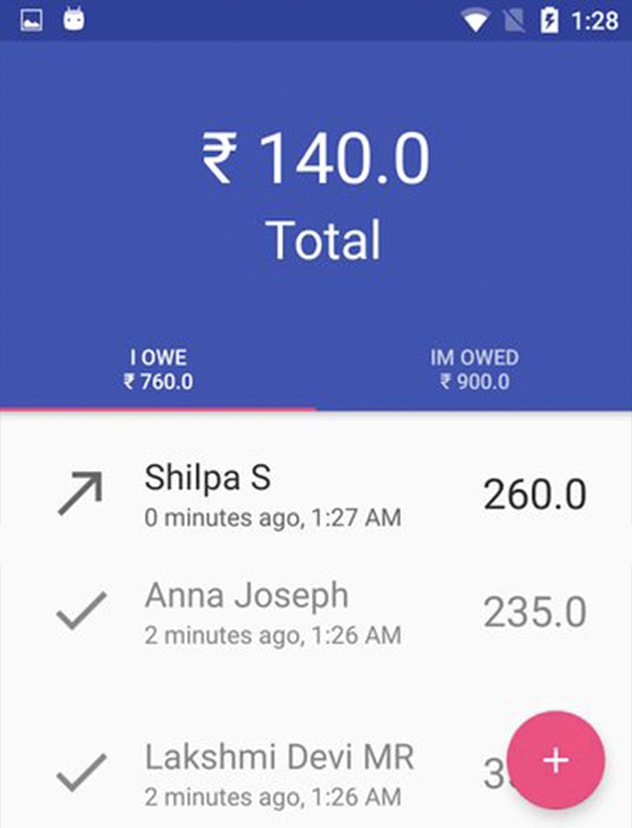 1:28
₹ 140.0
Total
I OWE
₹ 760.0
IM OWED
₹ 900.0
Shilpa S
260.0
0 minutes ago, 1:27 AM
Anna Joseph
235.0
2 minutes ago, 1:26 AM
Lakshmi Devi MR
2 minutes ago, 1:26 AM
+